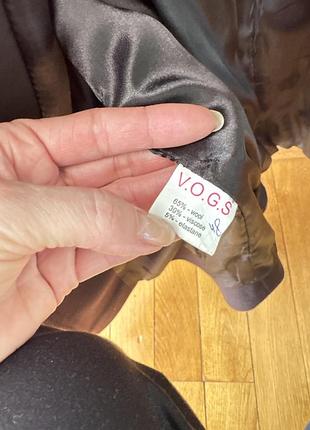 V.O.G.S
65% - wool
30% - viscose
5% - elastane